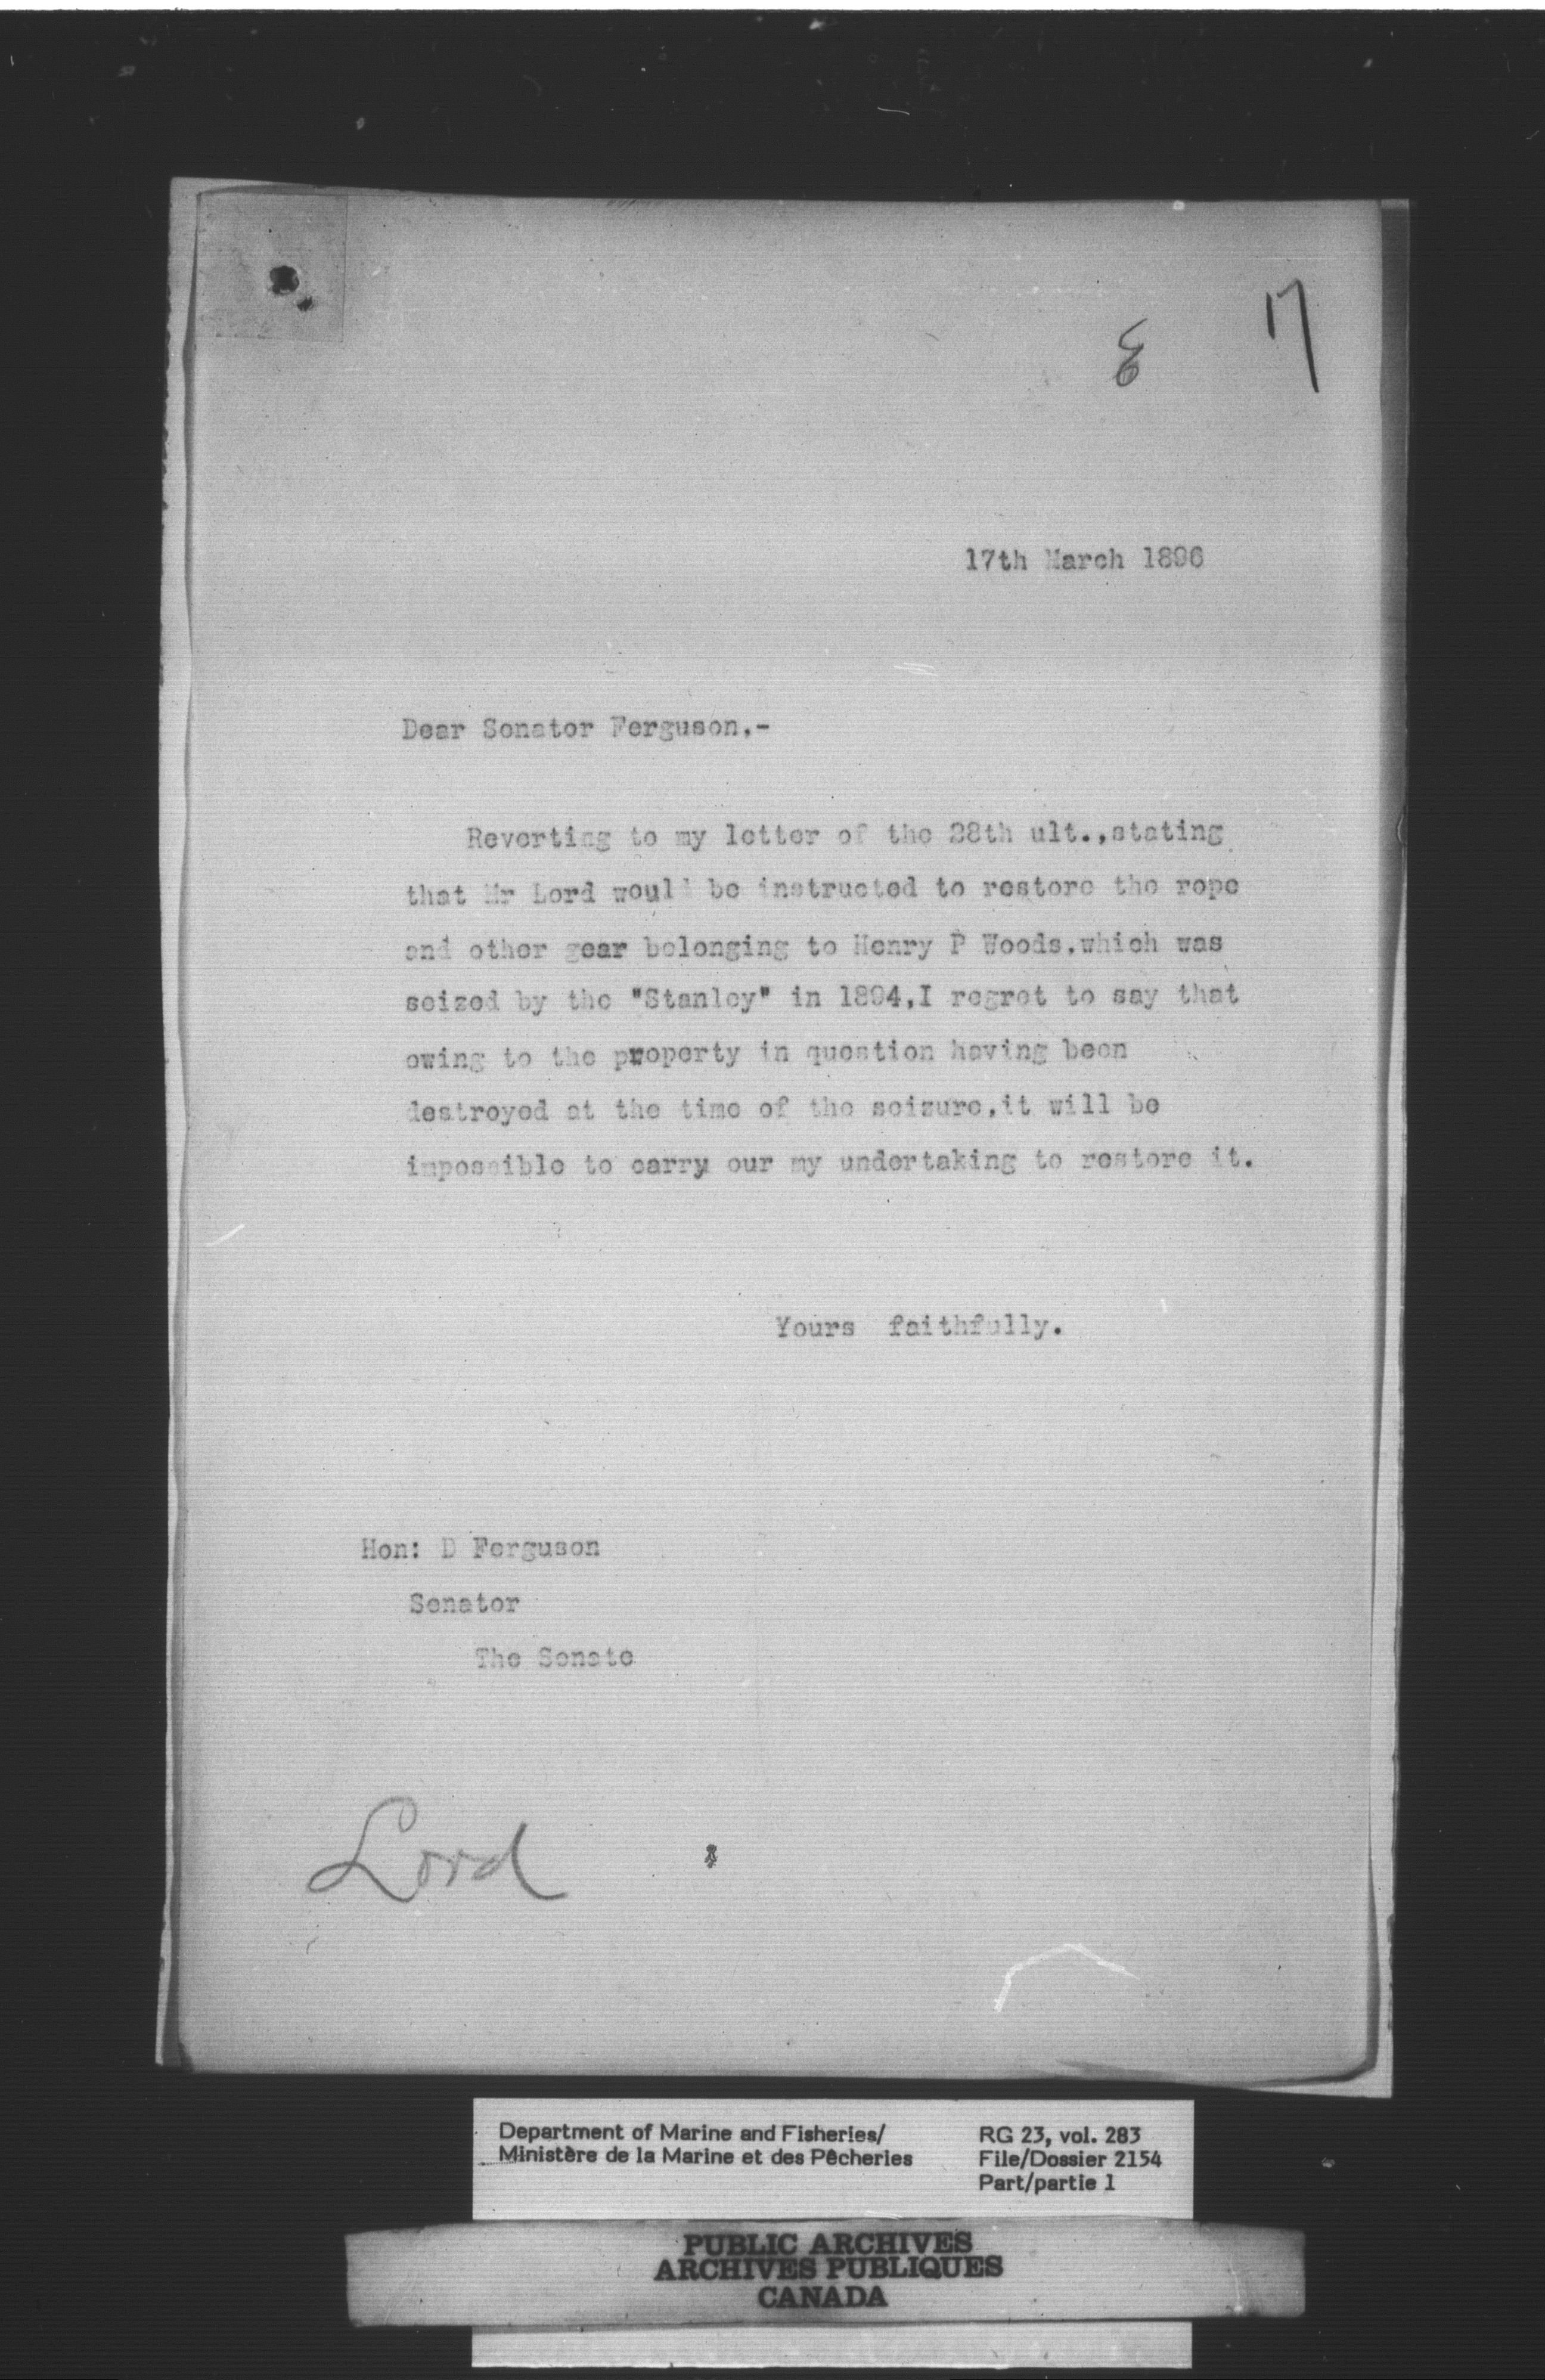 17
17th March 1896
Dear Senator Ferguson.-
Reverting to my letter of the 28th ult.,stating
that Mr Lord would be instructed to restore the rope
and other gear belonging to Henry P Woods.which was
seized by the "Stanley" in 1894,I regret to say that
owing to the property in question having been
destroyed at the time of the seizure,it will be
impossible to carry our my undertaking to restore it.
Yours faithfully.
Hon: D Ferguson
Senator
The Senate
Lord
Department of Marine and Fisheries/
Ministère de la Marine et des Pêcheries
RG 23, vol. 283
File/Dossier 2154
Part/partie 1
PUBLIC ARCHIVES
ARCHIVES PUBLIQUES
CANADA